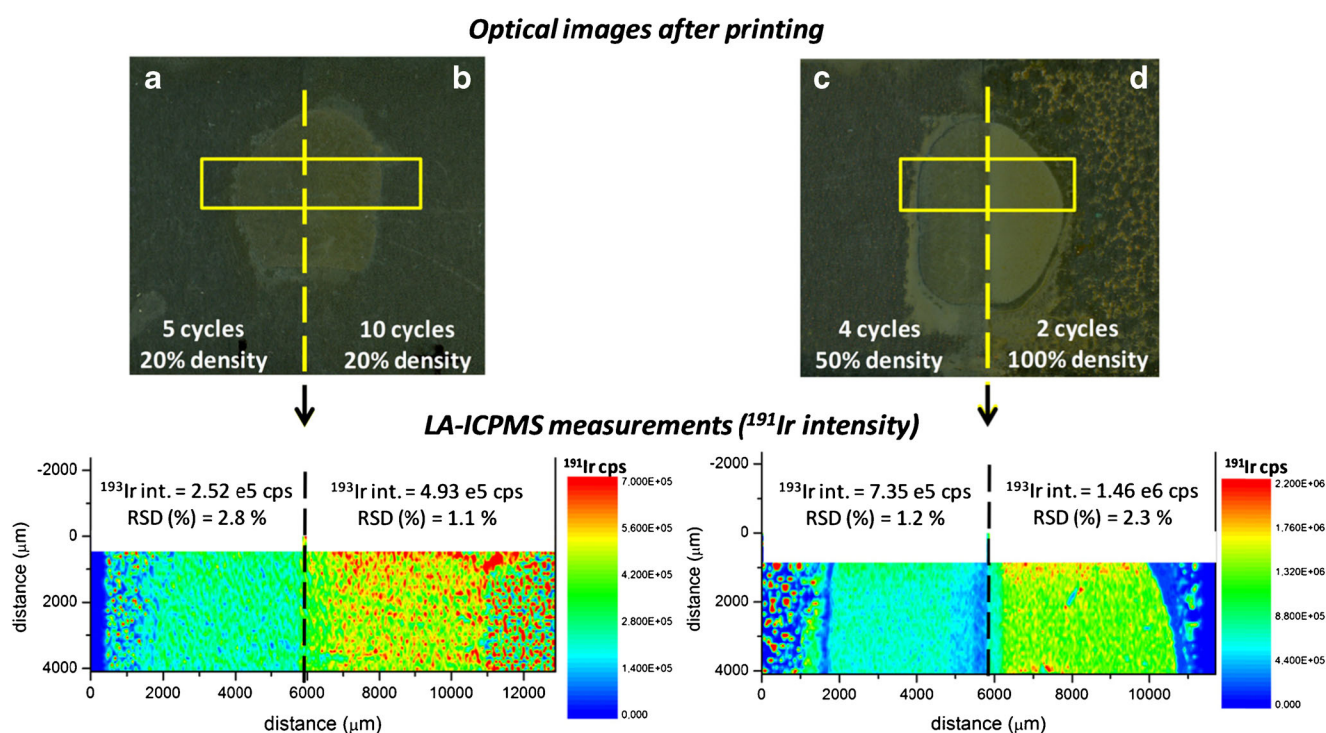 Optical images after printing
a
b
5 cycles
20% density
10 cycles
20% density
c
d
4 cycles
50% density
2 cycles
100% density
LA-ICPMS measurements (¹⁹¹Ir intensity)
-2000
0
2000
4000
distance (μm)
¹⁹³Ir int. = 2.52 e5 cps
RSD (%) = 2.8 %
¹⁹³Ir int. = 4.93 e5 cps
RSD (%) = 1.1 %
0 2000 4000 6000 8000 10000 12000
distance (μm)
¹⁹¹Ir cps
7.000E+05
5.600E+05
4.200E+05
2.800E+05
1.400E+05
0.000
-2000
0
2000
4000
distance (μm)
¹⁹³Ir int. = 7.35 e5 cps
RSD (%) = 1.2 %
¹⁹³Ir int. = 1.46 e6 cps
RSD (%) = 2.3 %
0 2000 4000 6000 8000 10000
distance (μm)
¹⁹¹Ir cps
2.200E+06
1.760E+06
1.320E+06
8.800E+05
4.400E+05
0.000